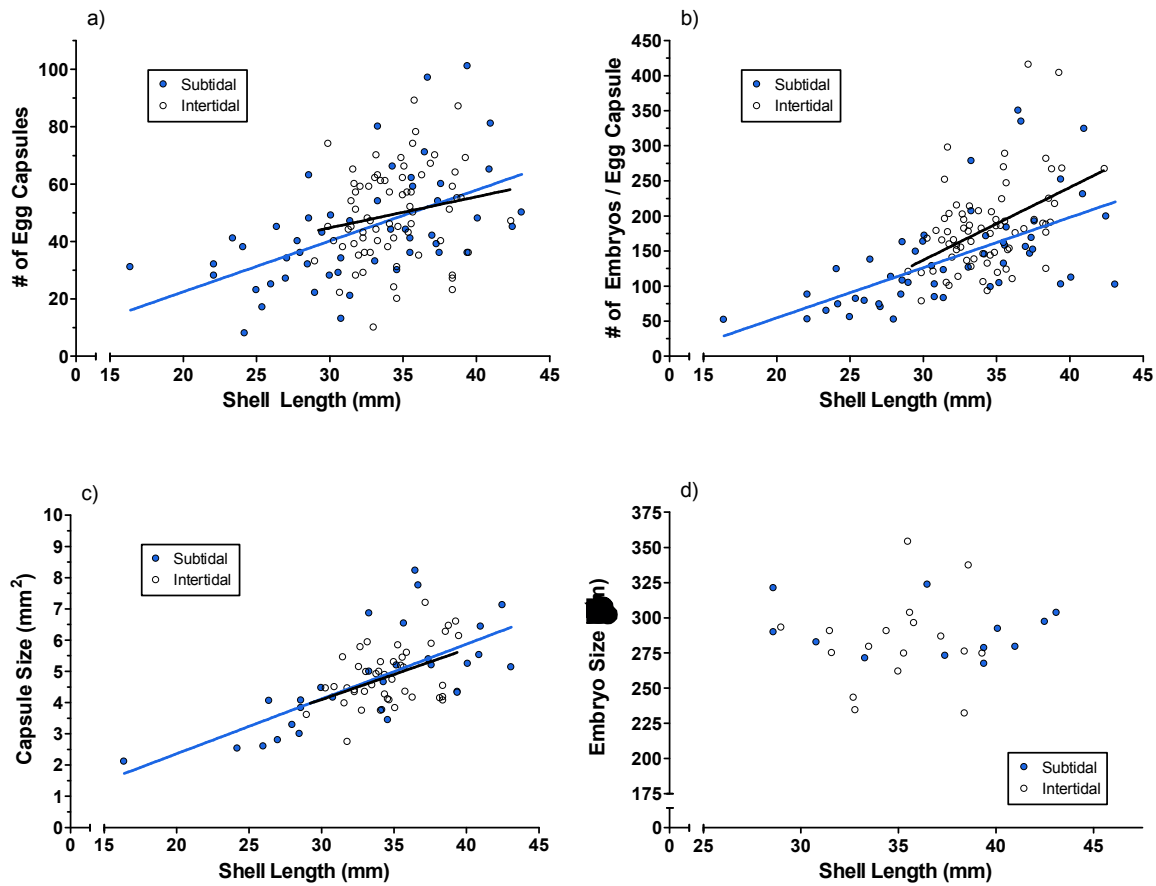 a)
# of Egg Capsules
100
80
60
40
20
0
Subtidal
Intertidal
0 15 20 25 30 35 40 45
Shell Length (mm)
b)
# of Embryos / Egg Capsule
450
400
350
300
250
200
150
100
50
0
Subtidal
Intertidal
0 15 20 25 30 35 40 45
Shell Length (mm)
c)
Capsule Size (mm²)
10
9
8
7
6
5
4
3
2
1
0
Subtidal
Intertidal
0 15 20 25 30 35 40 45
Shell Length (mm)
d)
Embryo Size
375
350
325
300
275
250
225
200
175
0
Subtidal
Intertidal
0 25 30 35 40 45
Shell Length (mm)